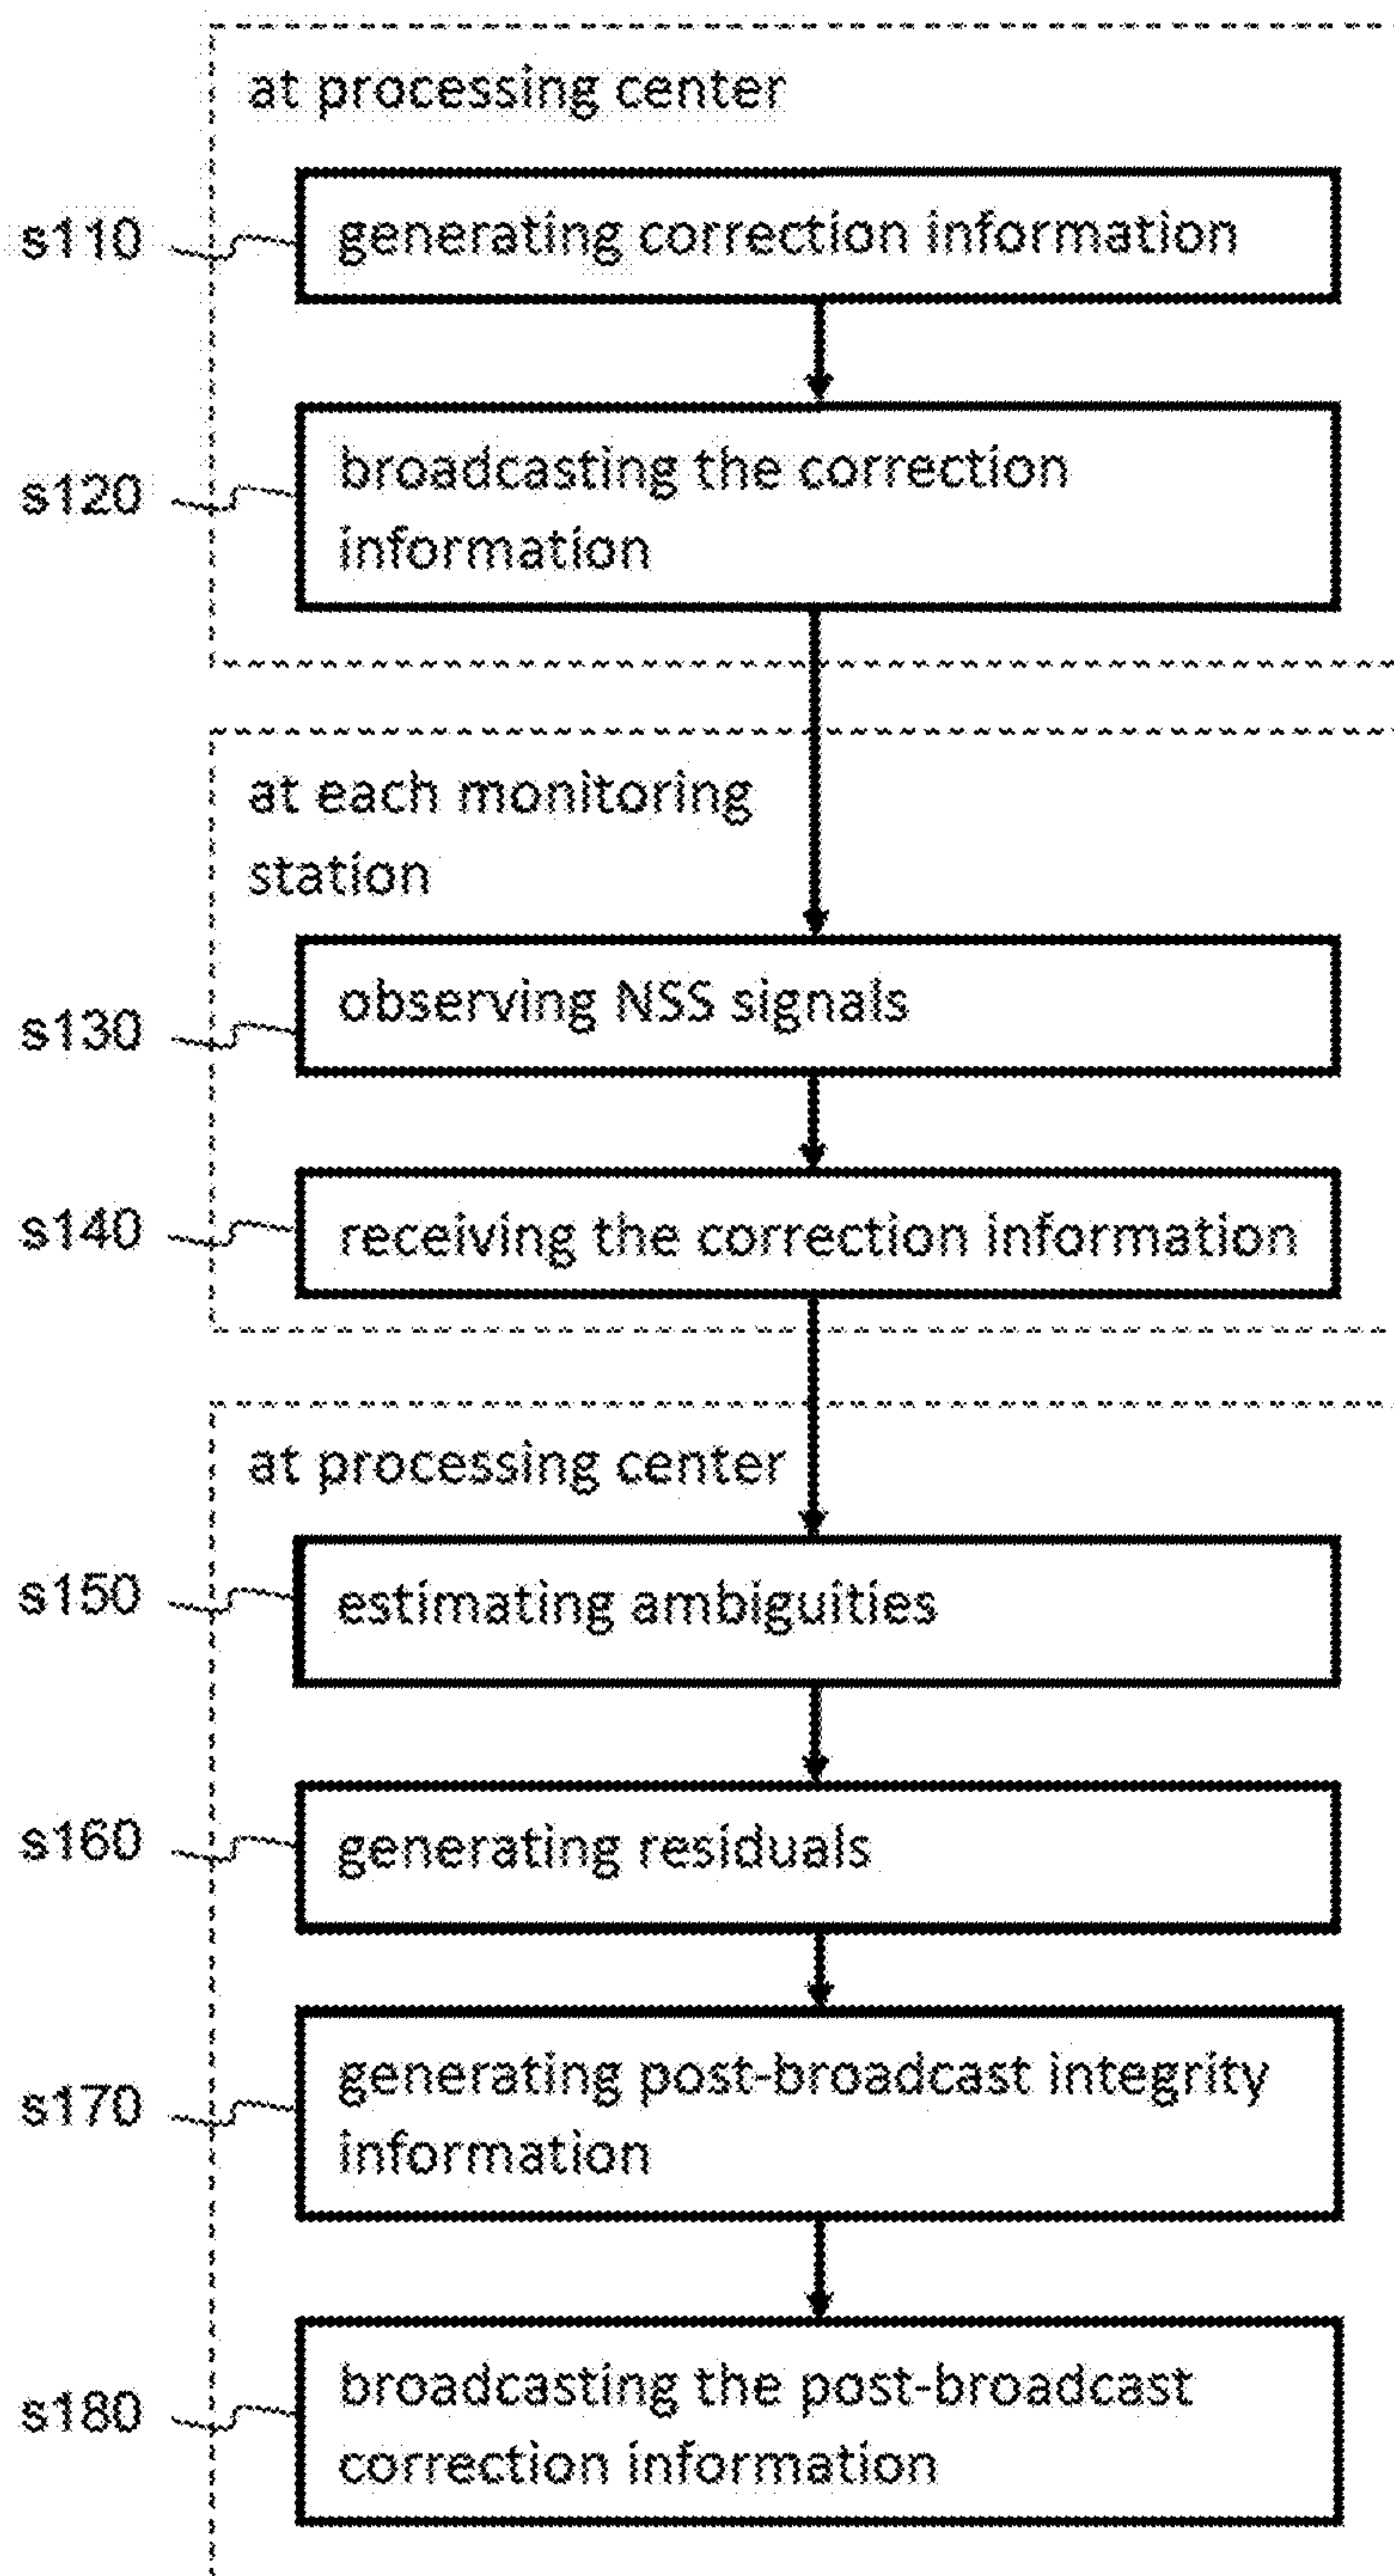 at processing center
s110
generating correction information
s120
broadcasting the correction
information
at each monitoring
station
s130
observing NSS signals
s140
receiving the correction information
at processing center
s150
estimating ambiguities
s160
generating residuals
s170
generating post-broadcast integrity
information
s180
broadcasting the post-broadcast
correction information